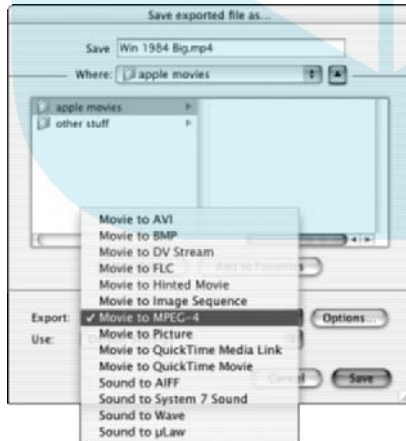 Save exported file as...
Save Win 1984 Big.mp4
Where: apple movies
apple movies
other stuff
Movie to AVI
Movie to BMP
Movie to DV Stream
Movie to FLC
Add to Favorites
Movie to Hinted Movie
Movie to Image Sequence
Export: ✓ Movie to MPEG-4 Options...
Movie to Picture
Use:
Movie to QuickTime Media Link
Movie to QuickTime Movie
Sound to AIFF Cancel Save
Sound to System 7 Sound
Sound to Wave
Sound to µLaw